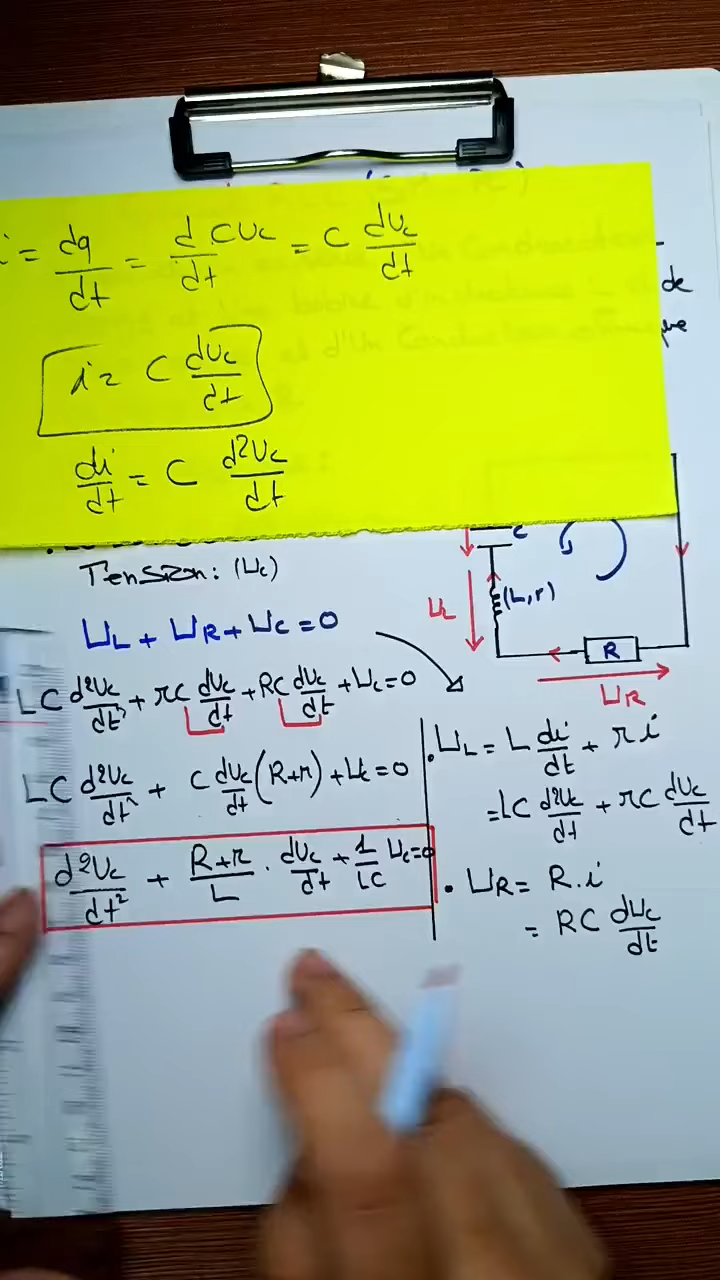 i = dq/dt = d/dt CUc = C dUc/dt
i = C dUc/dt
di/dt = C d²Uc/dt
de
Tension: (Uc)
C
(L,r)
UL
R
UR
UL + UR + Uc = 0
LC d²Uc/dt² + rC dUc/dt + RC dUc/dt + Uc = 0
LC d²Uc/dt² + C dUc/dt (R+r) + Uc = 0
d²Uc/dt² + R+r/L . dUc/dt + 1/LC Uc = 0
. UL = L di/dt + r i
= LC d²Uc/dt + rC dUc/dt
. UR = R.i
= RC dUc/dt